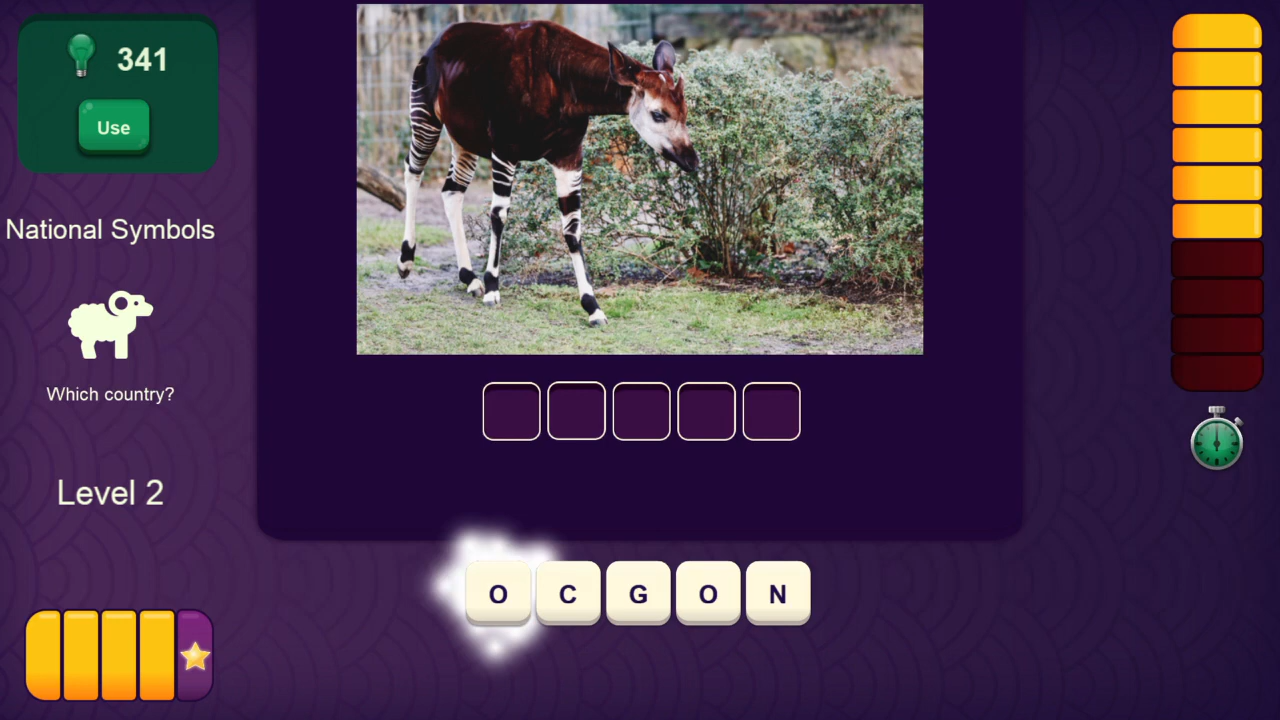 341
Use
National Symbols
Which country?
Level 2
O C G O N